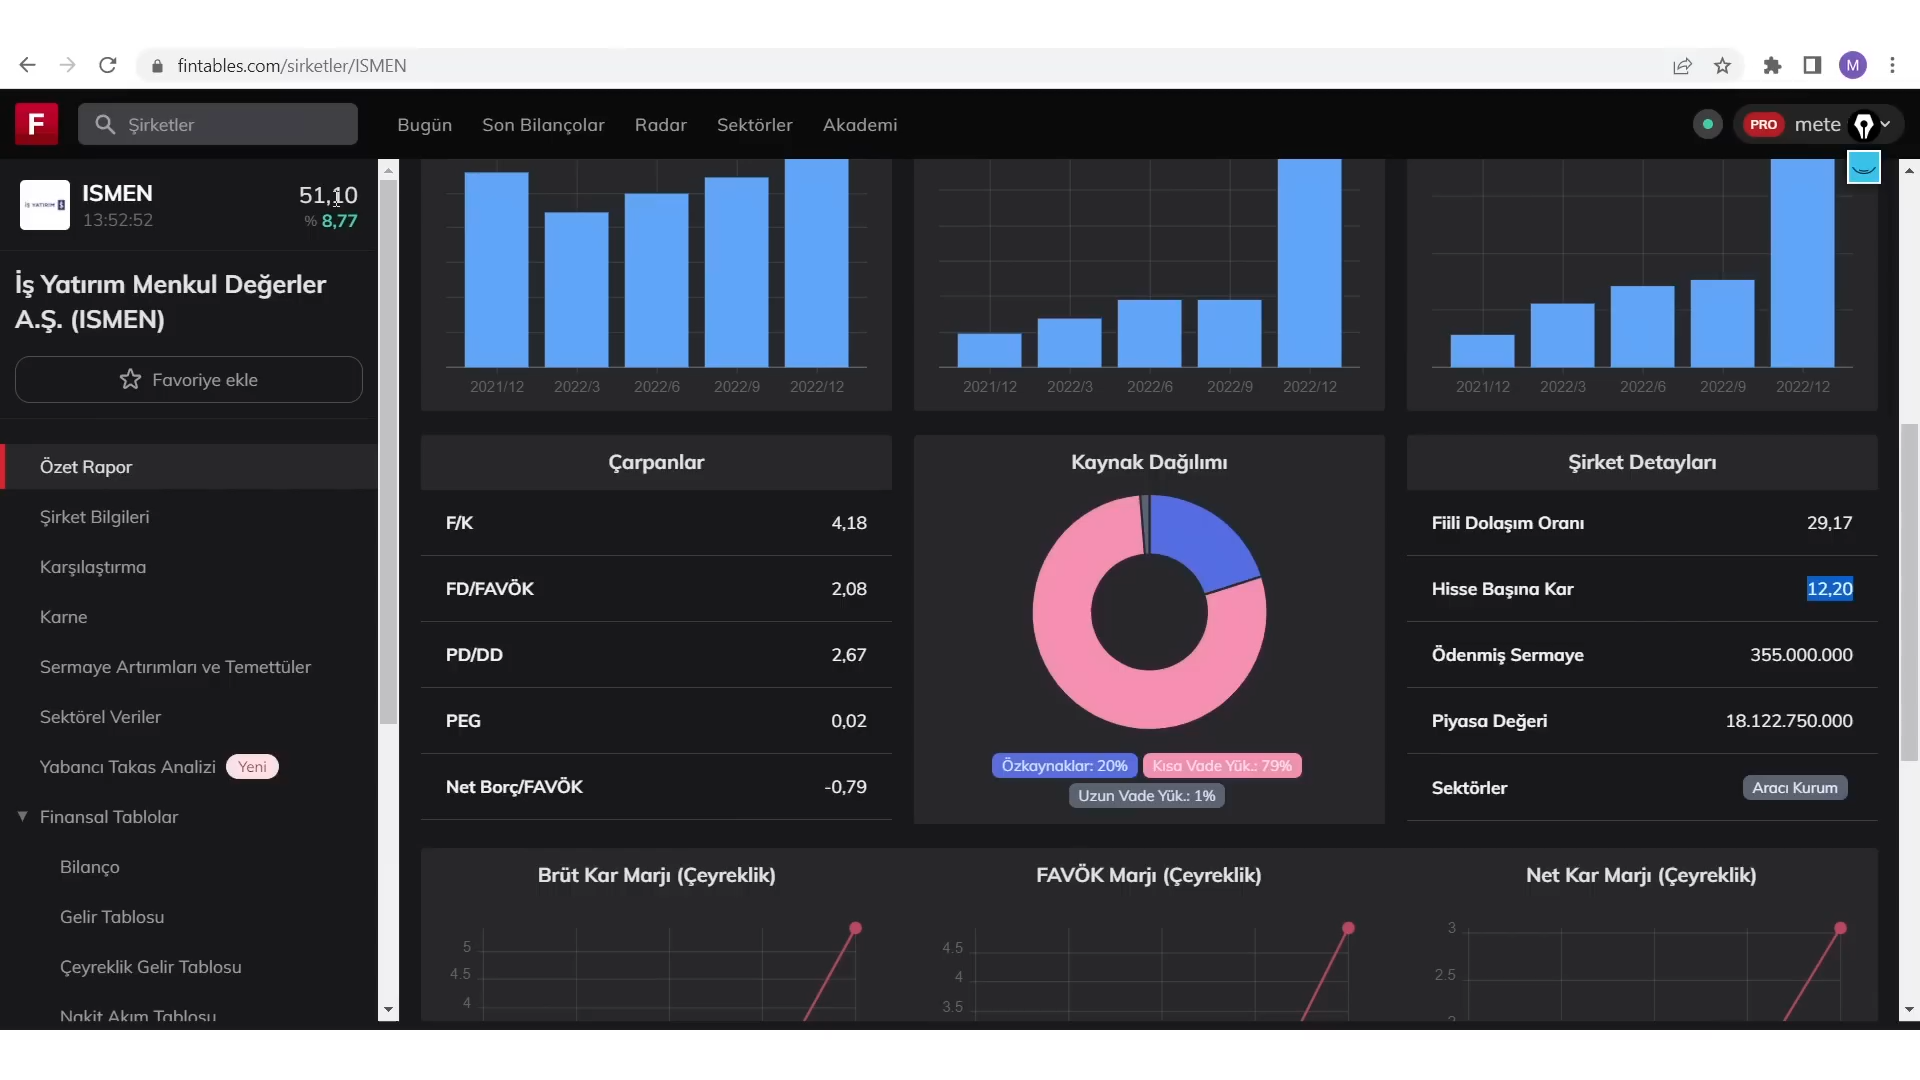 fintables.com/sirketler/ISMEN
M
F
Şirketler
Bugün
Son Bilançolar
Radar
Sektörler
Akademi
PRO
mete
İŞ YATIRIM
ISMEN
51,10
13:52:52
% 8,77
İş Yatırım Menkul Değerler
A.Ş. (ISMEN)
Favoriye ekle
Özet Rapor
Şirket Bilgileri
Karşılaştırma
Karne
Sermaye Artırımları ve Temettüler
Sektörel Veriler
Yabancı Takas Analizi Yeni
Finansal Tablolar
Bilanço
Gelir Tablosu
Çeyreklik Gelir Tablosu
Nakit Akım Tablosu
2021/12 2022/3 2022/6 2022/9 2022/12
2021/12 2022/3 2022/6 2022/9 2022/12
2021/12 2022/3 2022/6 2022/9 2022/12
Çarpanlar
F/K 4,18
FD/FAVÖK 2,08
PD/DD 2,67
PEG 0,02
Net Borç/FAVÖK -0,79
Kaynak Dağılımı
Özkaynaklar: 20% Kısa Vade Yük.: 79%
Uzun Vade Yük.: 1%
Şirket Detayları
Fiili Dolaşım Oranı 29,17
Hisse Başına Kar 12,20
Ödenmiş Sermaye 355.000.000
Piyasa Değeri 18.122.750.000
Sektörler Aracı Kurum
Brüt Kar Marjı (Çeyreklik)
5
4.5
4
FAVÖK Marjı (Çeyreklik)
4.5
4
3.5
Net Kar Marjı (Çeyreklik)
3
2.5